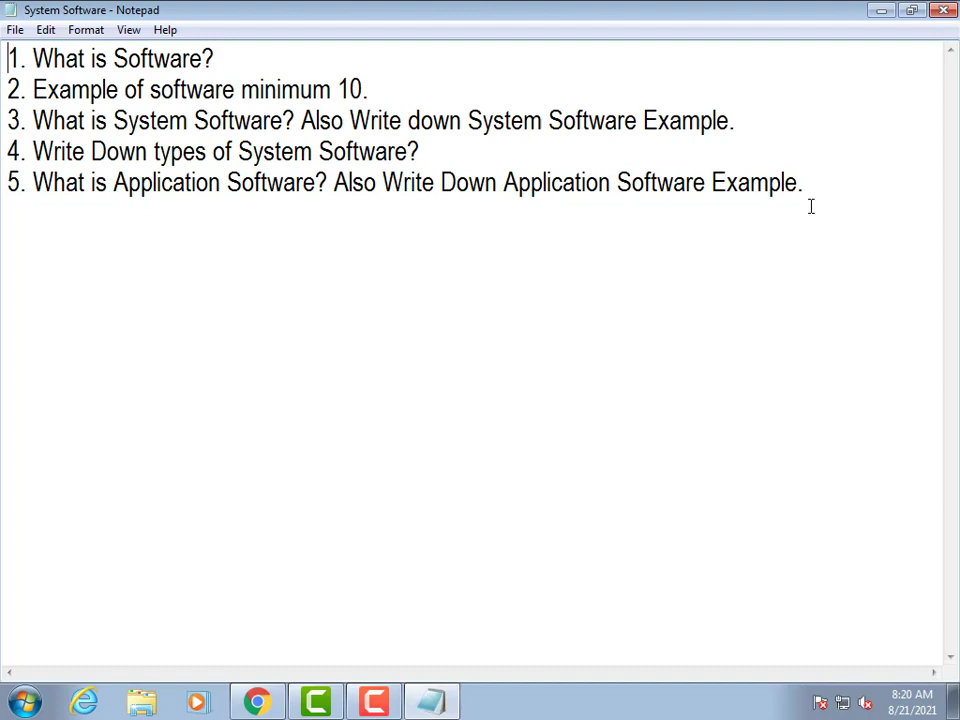 System Software - Notepad
File Edit Format View Help
1. What is Software?
2. Example of software minimum 10.
3. What is System Software? Also Write down System Software Example.
4. Write Down types of System Software?
5. What is Application Software? Also Write Down Application Software Example.
8:20 AM
8/21/2021